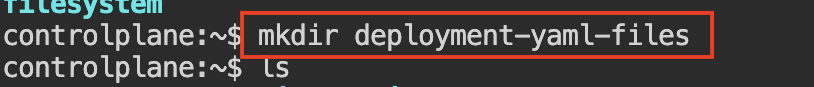 filesystem
controlplane:~$ mkdir deployment-yaml-files
controlplane:~$ ls